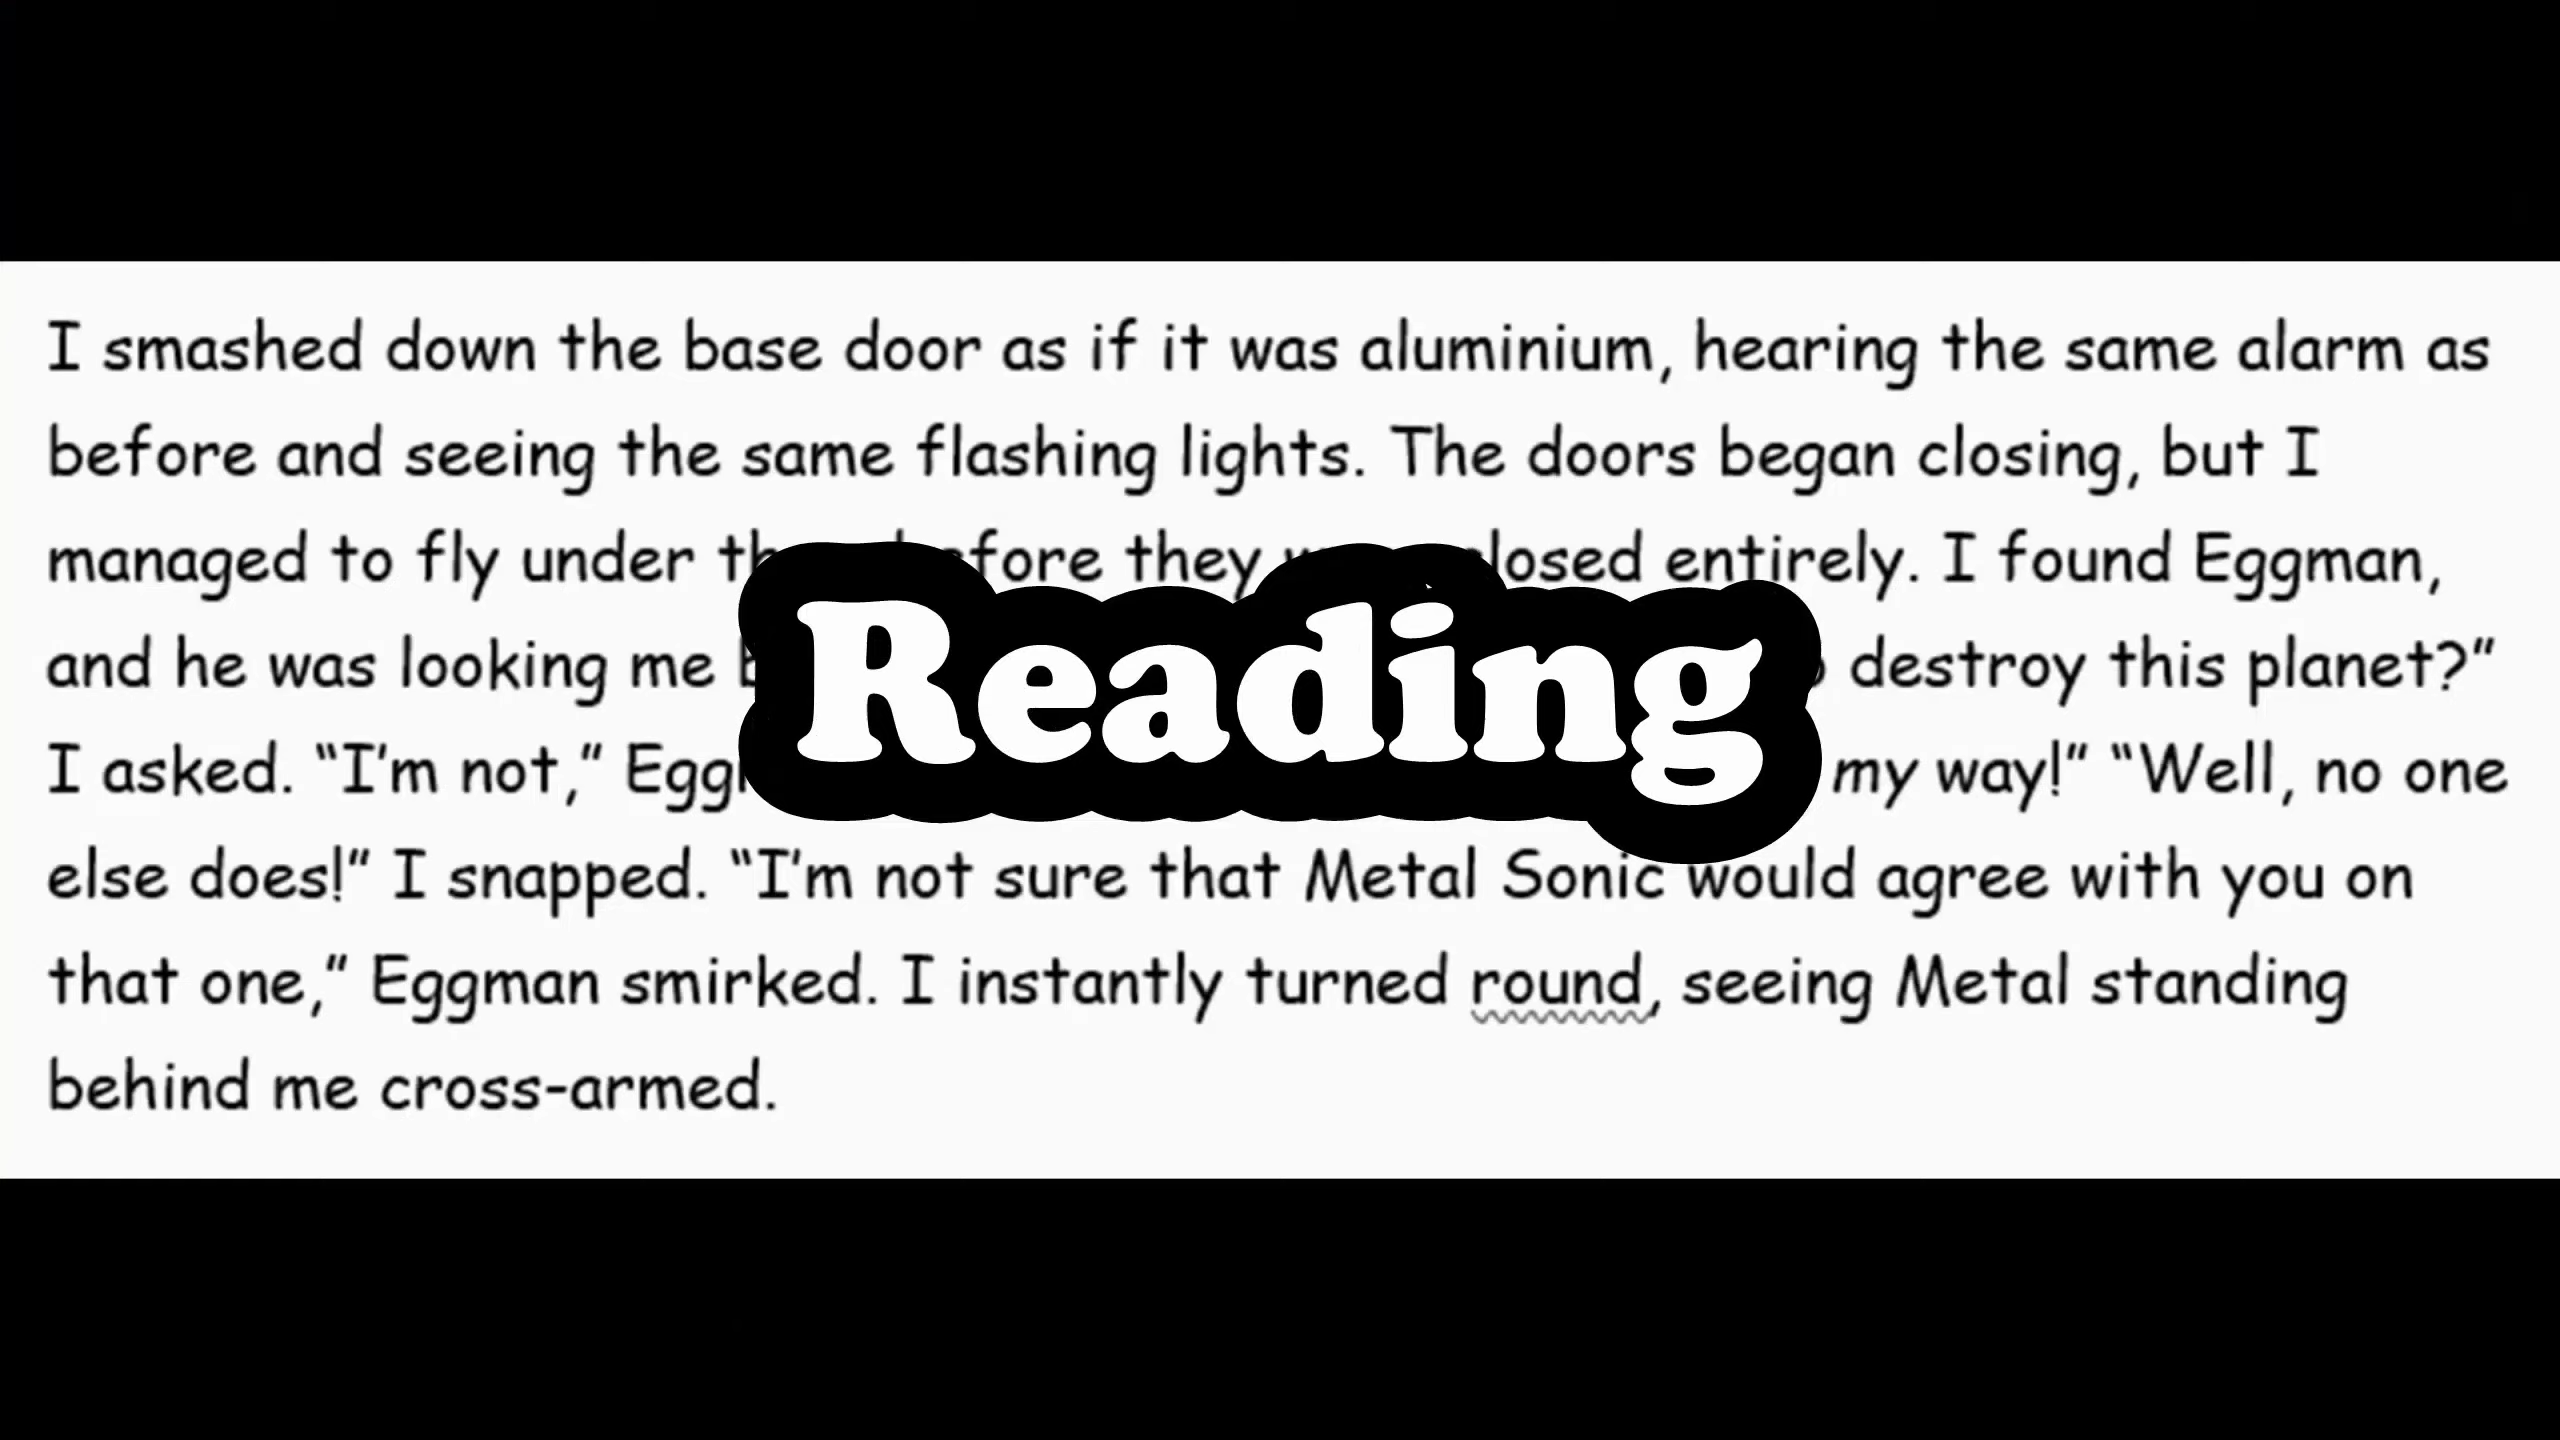 I smashed down the base door as if it was aluminium, hearing the same alarm as
before and seeing the same flashing lights. The doors began closing, but I
managed to fly under they entirely. I found Eggman,
and he was looking me destroy this planet?”
Reading
I asked. “I’m not,” my way!” “Well, no one
else does!” I snapped. “I’m not sure that Metal Sonic would agree with you on
that one,” Eggman smirked. I instantly turned round, seeing Metal standing
behind me cross-armed.